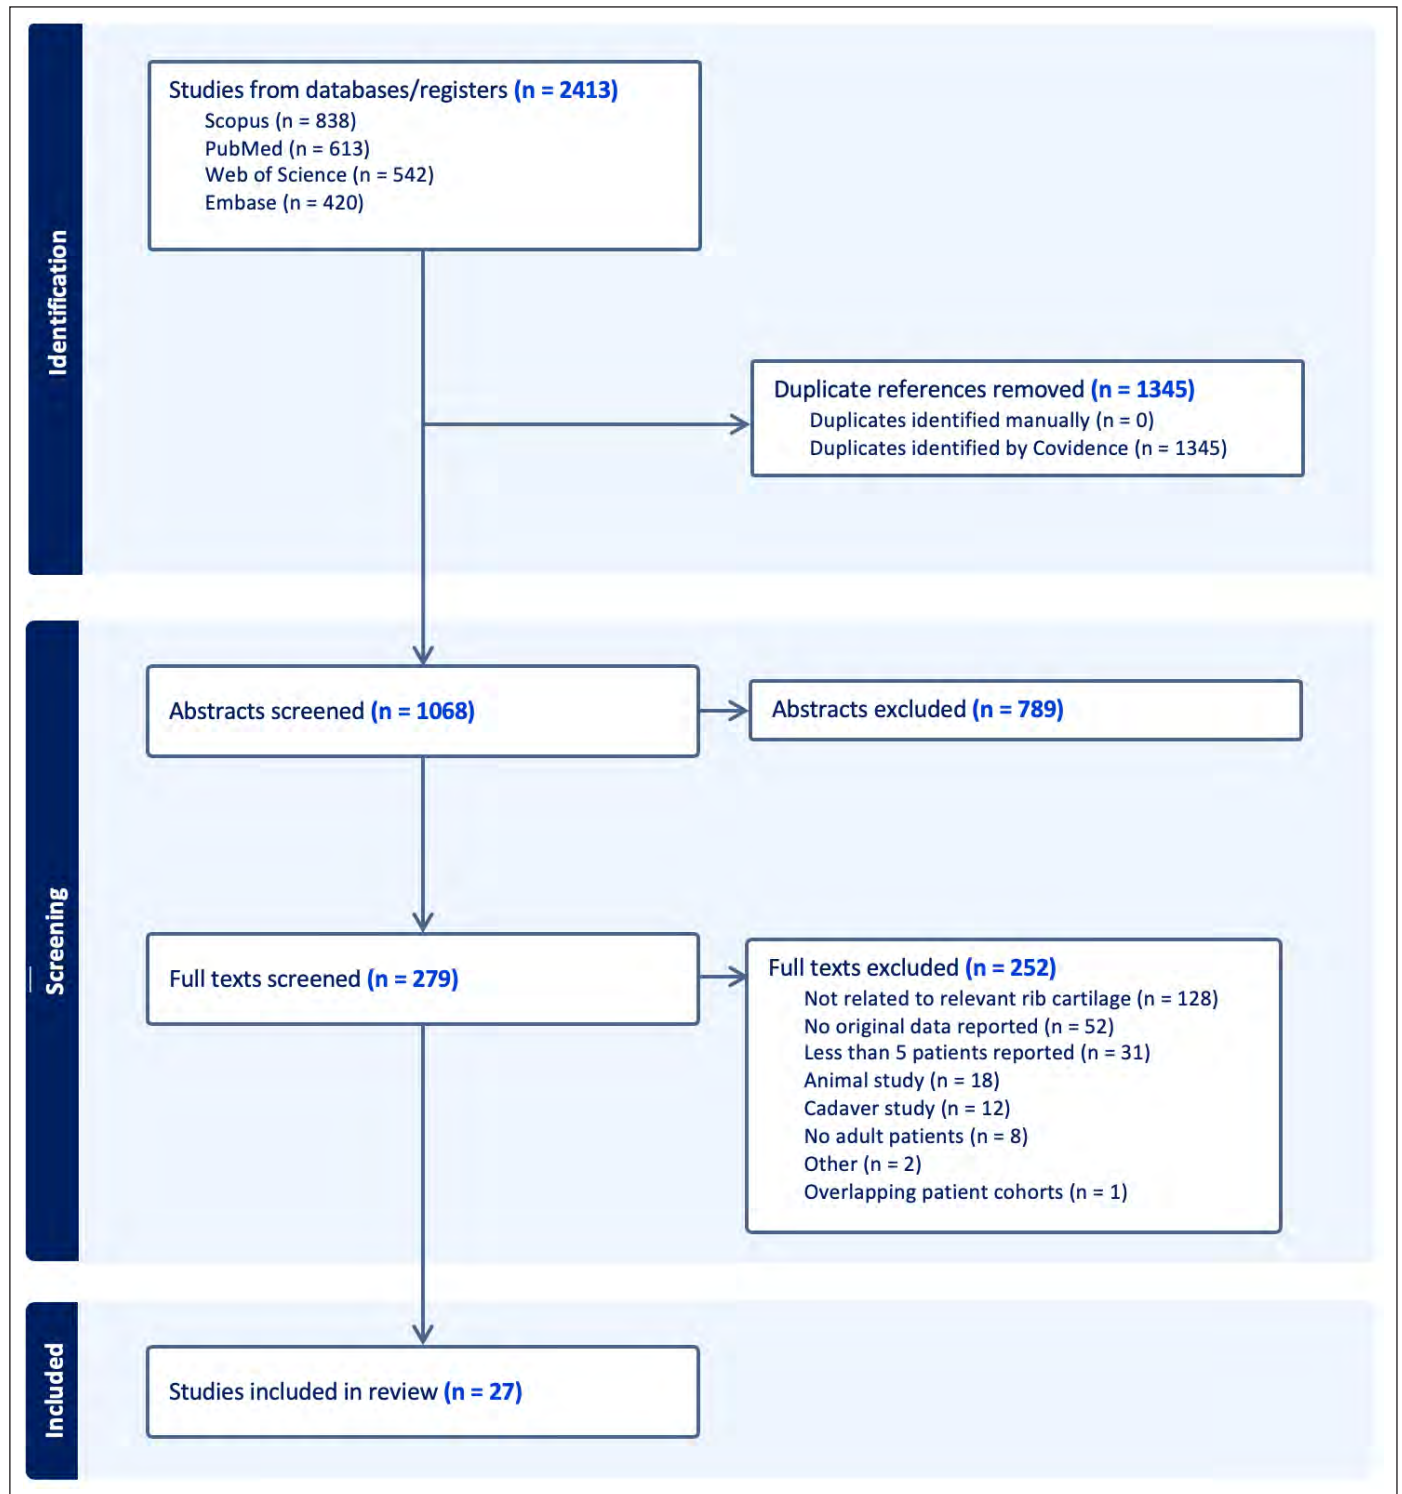 Identification
Studies from databases/registers (n = 2413)
Scopus (n = 838)
PubMed (n = 613)
Web of Science (n = 542)
Embase (n = 420)
Duplicate references removed (n = 1345)
Duplicates identified manually (n = 0)
Duplicates identified by Covidence (n = 1345)
Screening
Abstracts screened (n = 1068)
Abstracts excluded (n = 789)
Full texts screened (n = 279)
Full texts excluded (n = 252)
Not related to relevant rib cartilage (n = 128)
No original data reported (n = 52)
Less than 5 patients reported (n = 31)
Animal study (n = 18)
Cadaver study (n = 12)
No adult patients (n = 8)
Other (n = 2)
Overlapping patient cohorts (n = 1)
Included
Studies included in review (n = 27)